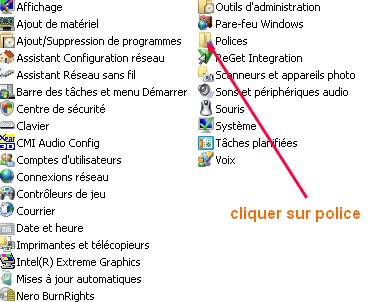 Affichage
Ajout de matériel
Ajout/Suppression de programmes
Assistant Configuration réseau
Assistant Réseau sans fil
Barre des tâches et menu Démarrer
Centre de sécurité
Clavier
CMI Audio Config
Comptes d'utilisateurs
Connexions réseau
Contrôleurs de jeu
Courrier
Date et heure
Imprimantes et télécopieurs
Intel(R) Extreme Graphics
Mises à jour automatiques
Nero BurnRights
Outils d'administration
Pare-feu Windows
Polices
ReGet Integration
Scanneurs et appareils photo
Sons et périphériques audio
Souris
Système
Tâches planifiées
Voix
cliquer sur police